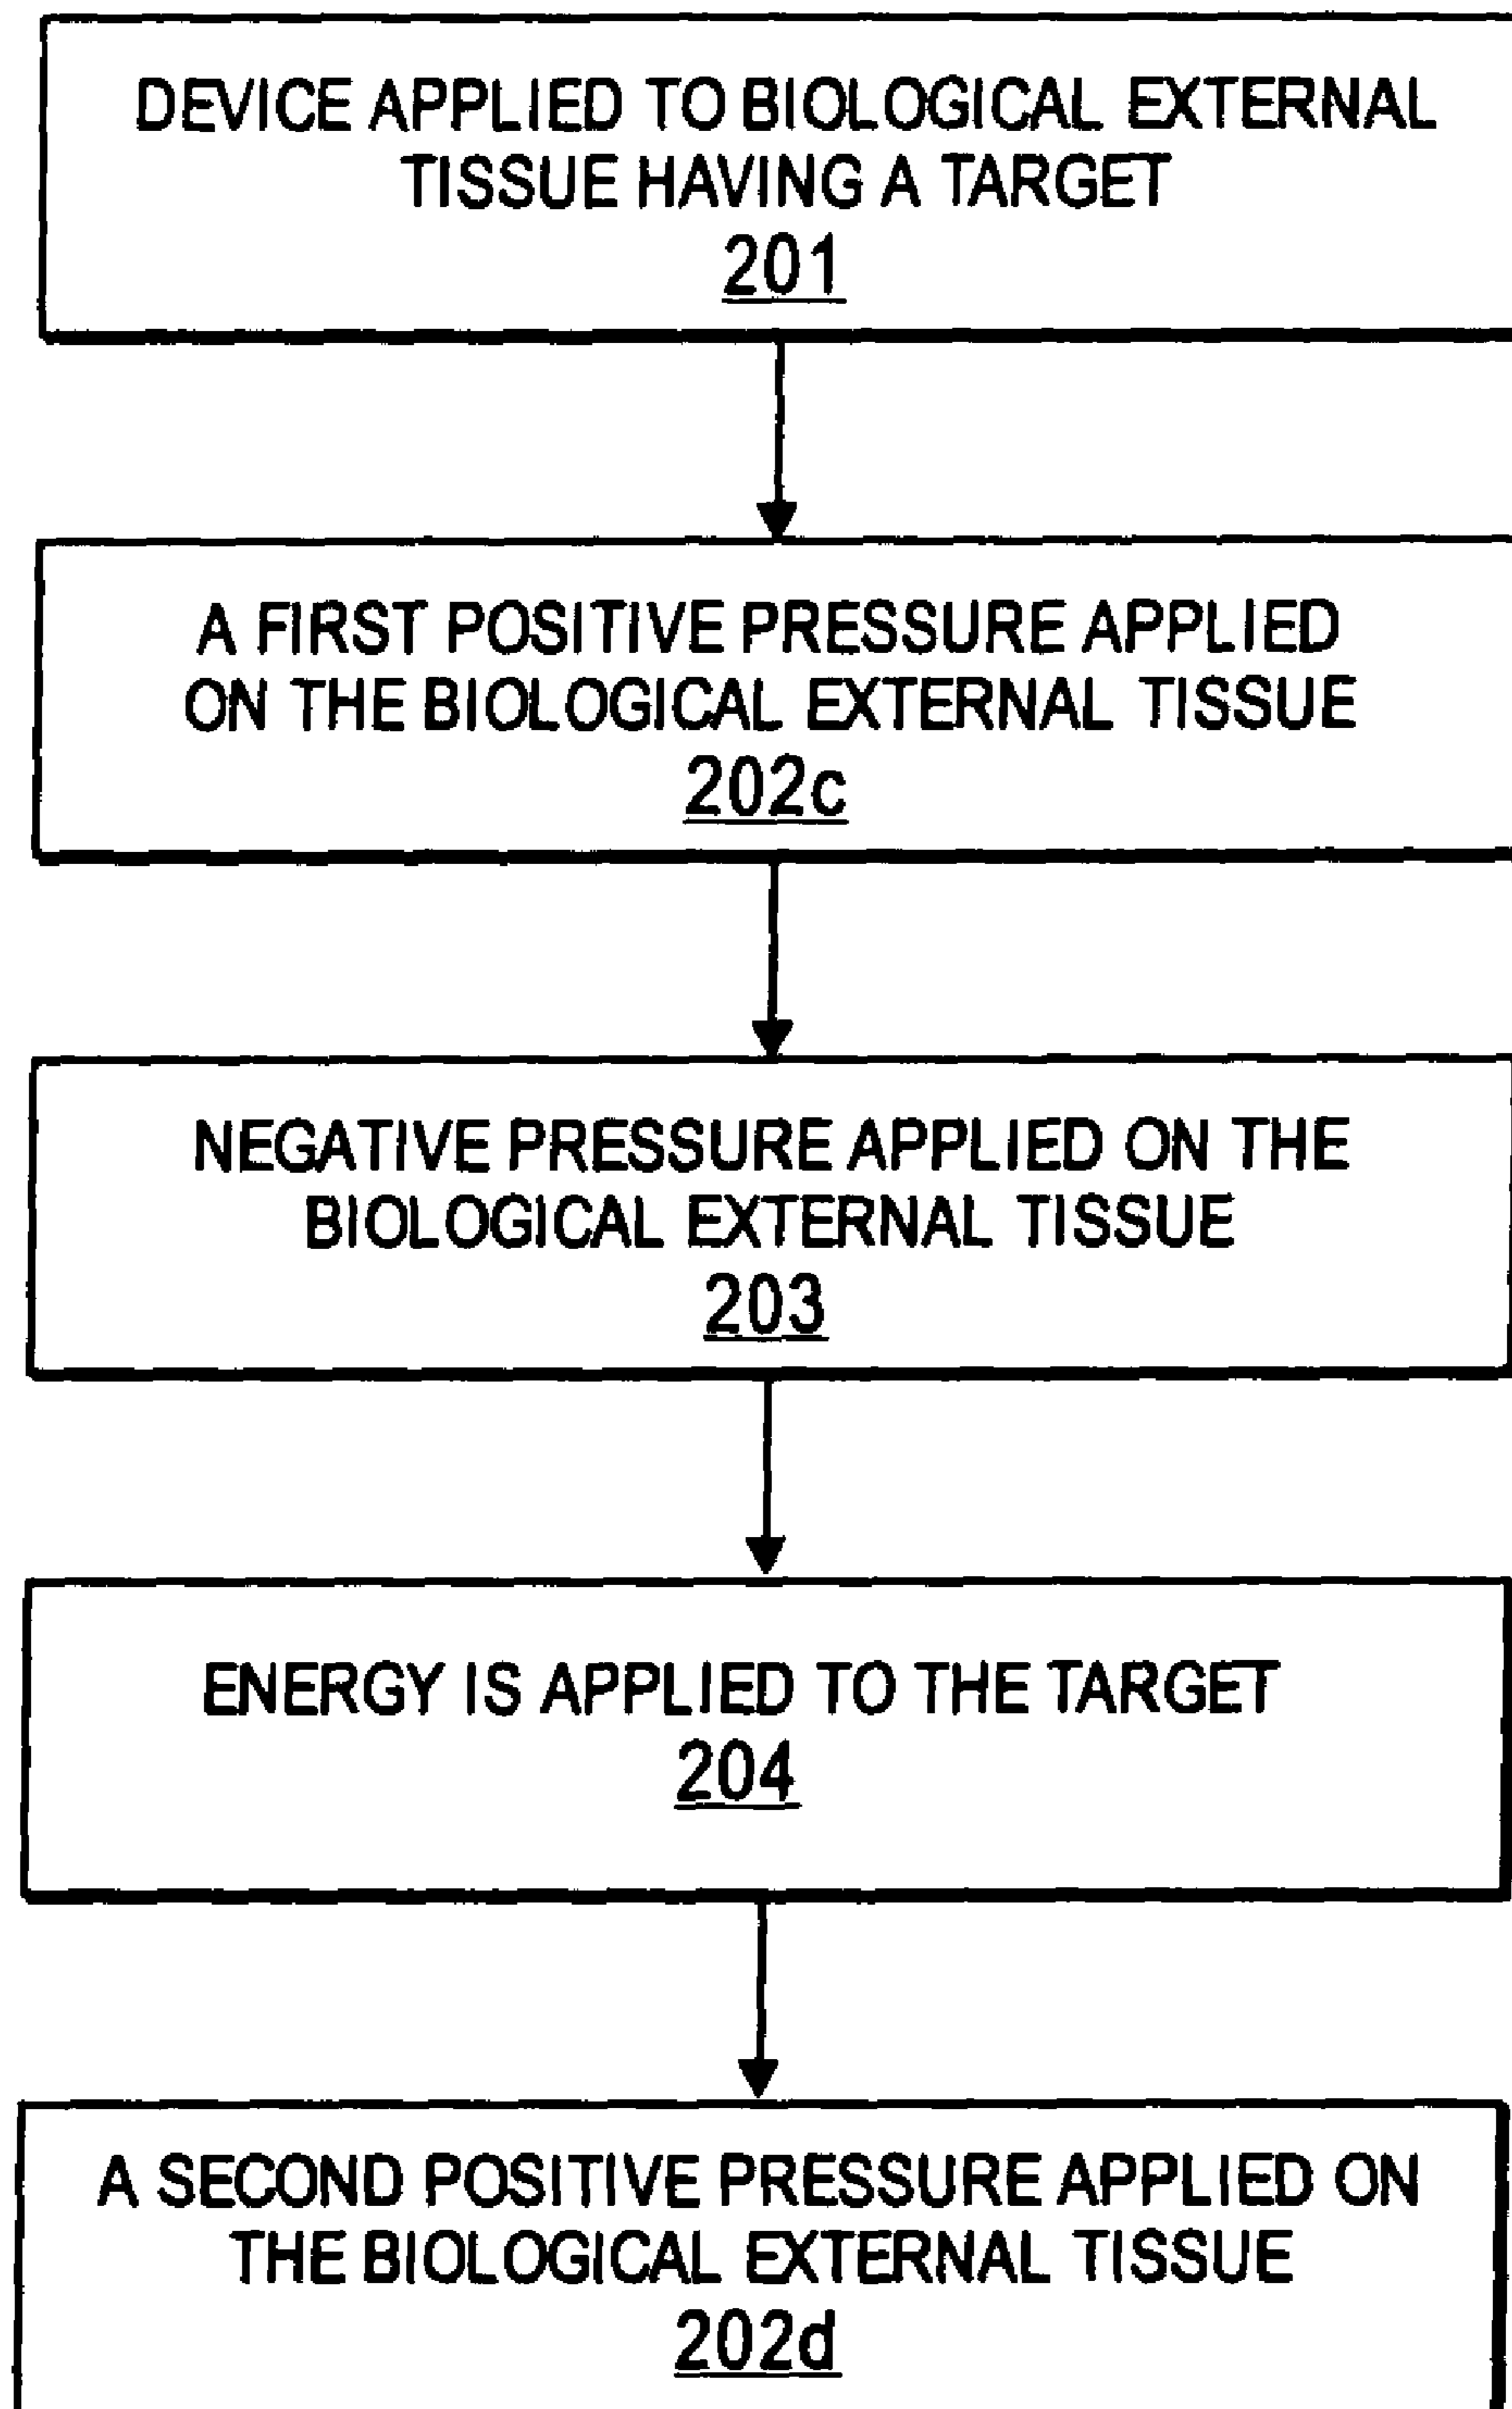 DEVICE APPLIED TO BIOLOGICAL EXTERNAL
TISSUE HAVING A TARGET
201
A FIRST POSITIVE PRESSURE APPLIED
ON THE BIOLOGICAL EXTERNAL TISSUE
202c
NEGATIVE PRESSURE APPLIED ON THE
BIOLOGICAL EXTERNAL TISSUE
203
ENERGY IS APPLIED TO THE TARGET
204
A SECOND POSITIVE PRESSURE APPLIED ON
THE BIOLOGICAL EXTERNAL TISSUE
202d